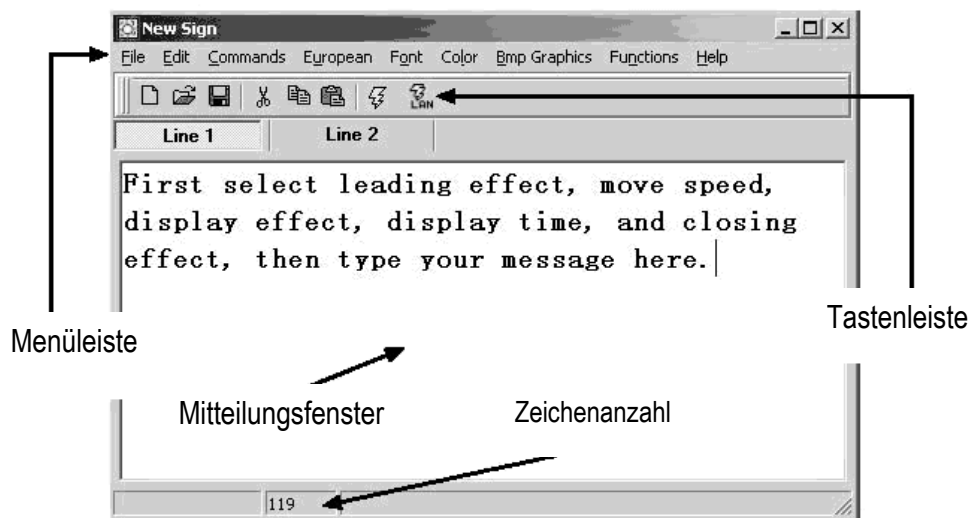 New Sign
File Edit Commands European Font Color Bmp Graphics Functions Help
LAN
Line 1 Line 2
First select leading effect, move speed,
display effect, display time, and closing
effect, then type your message here.
Tastenleiste
Menüleiste
Mitteilungsfenster Zeichenanzahl
119